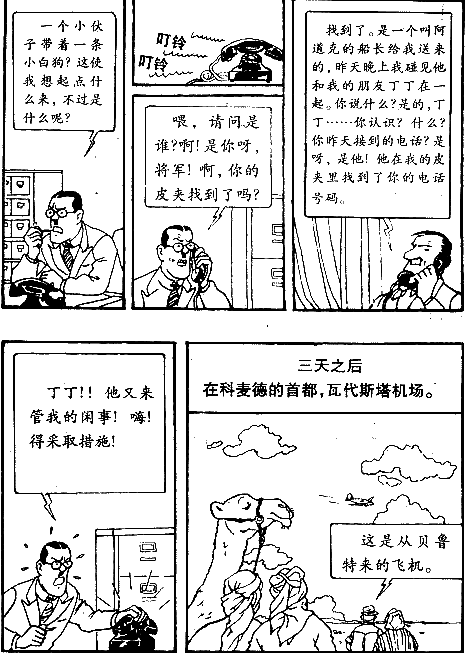 一个小伙
子带着一条
小白狗？这使
我想起点什
么来，不过是
什么呢？
叮铃
叮铃
喂，请问是
谁？啊！是你呀，
将军！啊，你的
皮夹找到了吗？
找到了。是一个叫阿
道克的船长给我送来
的，昨天晚上我碰见他
和我的朋友丁丁在一
起。你说什么？是的，丁
丁……你认识？什么？
你昨天接到的电话？是
呀，是他！他在我的皮
夹里找到了你的电话
号码。
丁丁！！他又来
管我的闲事！嗨！
得采取措施！
三天之后
在科麦德的首都，瓦代斯塔机场。
这是从贝鲁
特来的飞机。